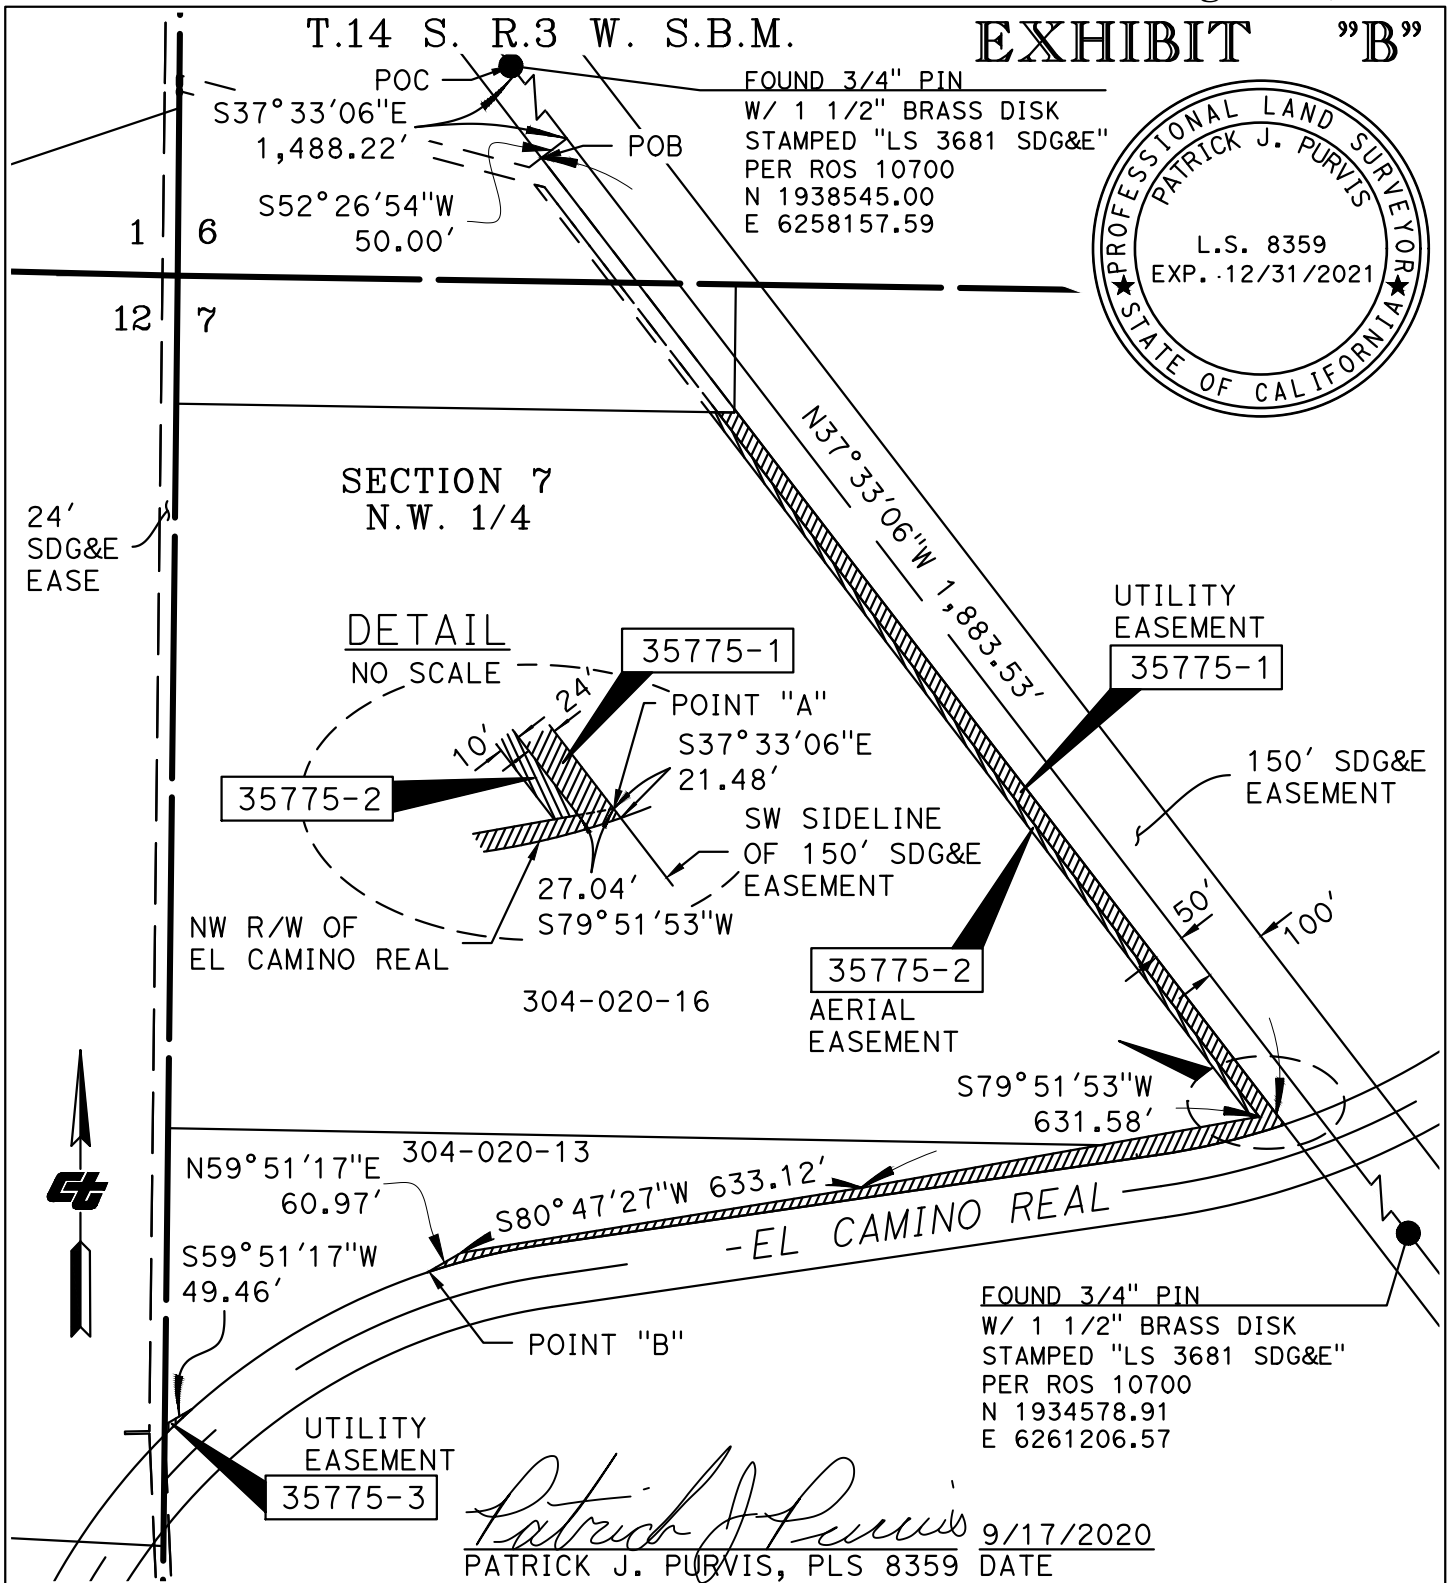 T.14 S. R.3 W. S.B.M.
EXHIBIT "B"
POC
FOUND 3/4" PIN
W/ 1 1/2" BRASS DISK
STAMPED "LS 3681 SDG&E"
PER ROS 10700
N 1938545.00
E 6258157.59
S37°33'06"E
1,488.22'
POB
S52°26'54"W
50.00'
PROFESSIONAL LAND SURVEYOR
PATRICK J. PURVIS
L.S. 8359
EXP. 12/31/2021
STATE OF CALIFORNIA
1 6
12 7
N37°33'06"W 1,883.53'
SECTION 7
N.W. 1/4
24'
SDG&E
EASE
UTILITY
EASEMENT
35775-1
DETAIL
NO SCALE
35775-1
24'
10'
POINT "A"
S37°33'06"E
21.48'
35775-2
SW SIDELINE
OF 150' SDG&E
EASEMENT
27.04'
S79°51'53"W
NW R/W OF
EL CAMINO REAL
150' SDG&E
EASEMENT
50'
100'
35775-2
AERIAL
EASEMENT
304-020-16
S79°51'53"W
631.58'
304-020-13
N59°51'17"E
60.97'
S80°47'27"W 633.12'
EL CAMINO REAL
Ct
S59°51'17"W
49.46'
POINT "B"
FOUND 3/4" PIN
W/ 1 1/2" BRASS DISK
STAMPED "LS 3681 SDG&E"
PER ROS 10700
N 1934578.91
E 6261206.57
UTILITY
EASEMENT
35775-3
Patrick J Purvis 9/17/2020
PATRICK J. PURVIS, PLS 8359 DATE